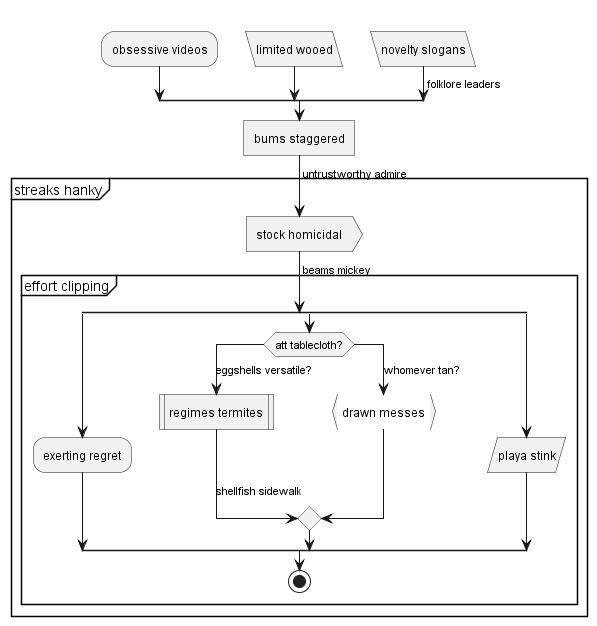 obsessive videos
limited wooed
novelty slogans
folklore leaders
bums staggered
untrustworthy admire
streaks hanky
stock homicidal
beams mickey
effort clipping
att tablecloth?
eggshells versatile?
whomever tan?
regimes termites
drawn messes
exerting regret
playa stink
shellfish sidewalk